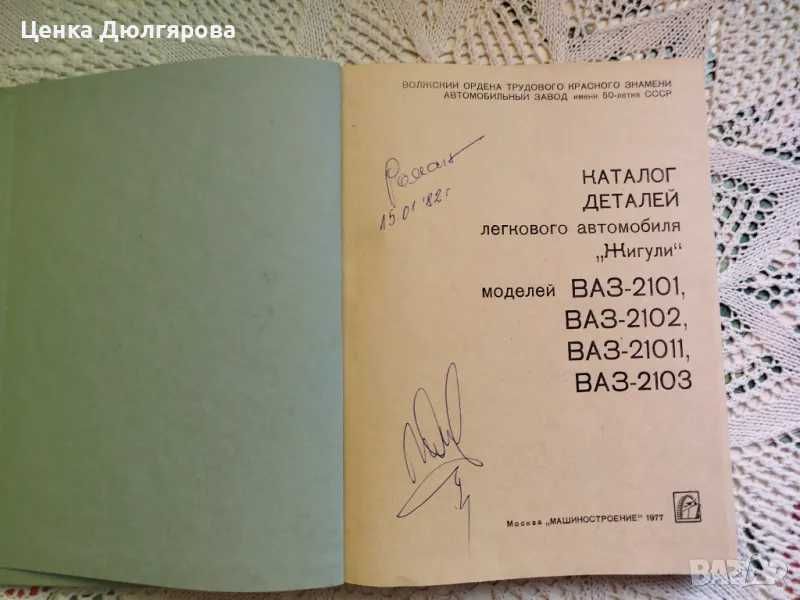 Ценка Дюлгярова
ВОЛЖСКИЙ ОРДЕНА ТРУДОВОГО КРАСНОГО ЗНАМЕНИ
АВТОМОБИЛЬНЫЙ ЗАВОД имени 50-летия СССР
15.01.'82 г.
КАТАЛОГ
ДЕТАЛЕЙ
легкового автомобиля
„Жигули“
моделей ВАЗ-2101,
ВАЗ-2102,
ВАЗ-21011,
ВАЗ-2103
Москва „МАШИНОСТРОЕНИЕ“ 1977